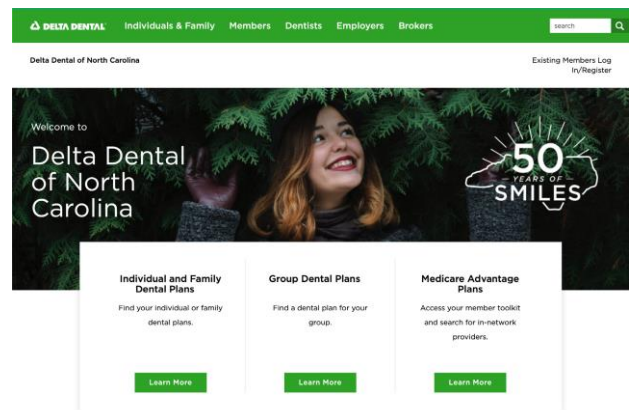 DELTA DENTAL
Individuals & Family
Members
Dentists
Employers
Brokers
search
Delta Dental of North Carolina
Existing Members Log
In/Register
Welcome to
Delta Dental
of North
Carolina
50
YEARS OF
SMILES
Individual and Family
Dental Plans
Find your individual or family
dental plans.
Learn More
Group Dental Plans
Find a dental plan for your
group.
Learn More
Medicare Advantage
Plans
Access your member toolkit
and search for in-network
providers.
Learn More